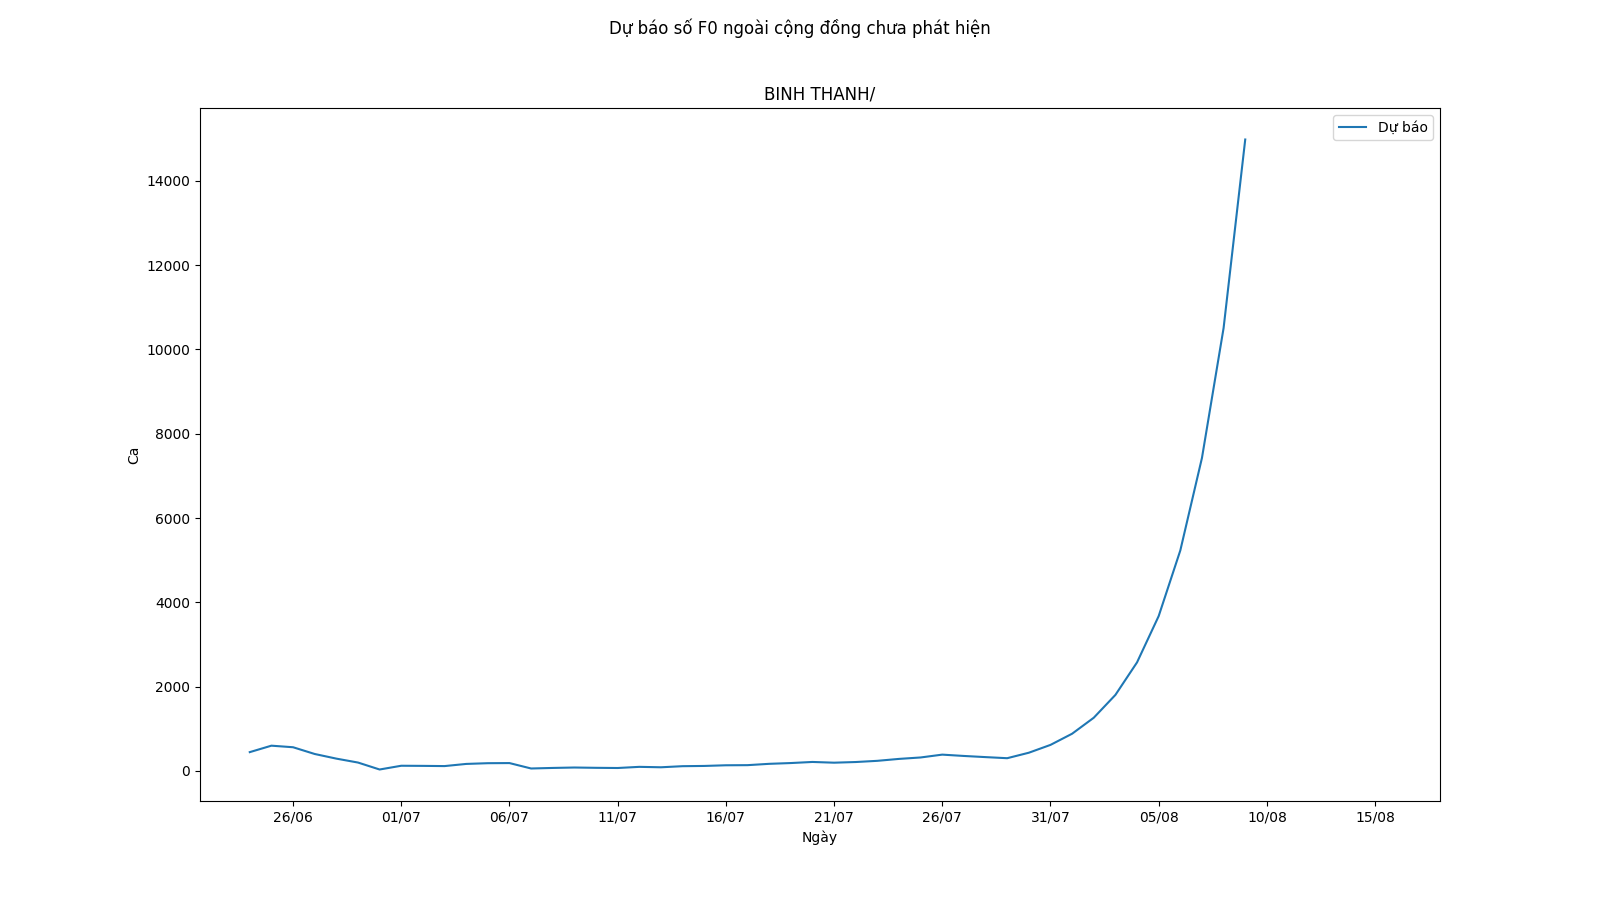 Dự báo số F0 ngoài cộng đồng chưa phát hiện
BINH THANH/
Dự báo
14000
12000
10000
8000
6000
4000
2000
0
Ca
26/06 01/07 06/07 11/07 16/07 21/07 26/07 31/07 05/08 10/08 15/08
Ngày